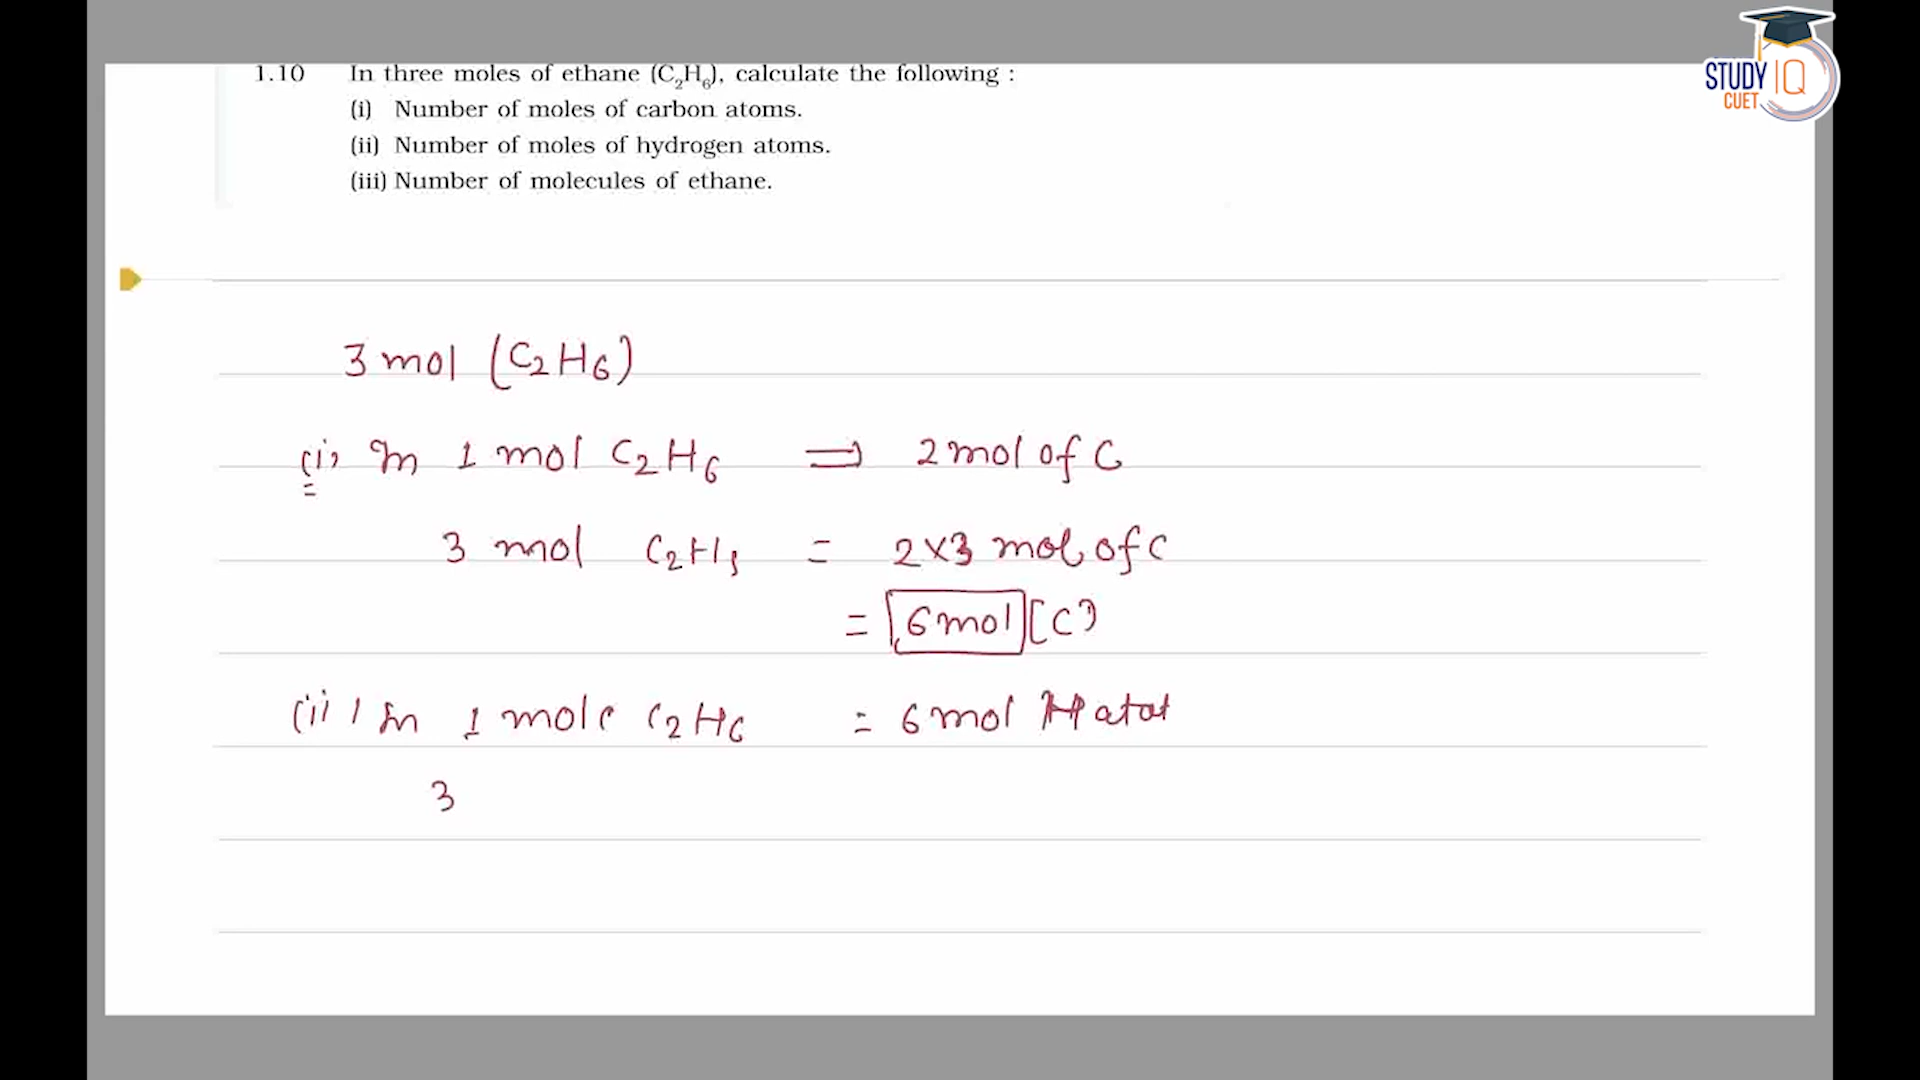 STUDY IQ
CUET
1.10 In three moles of ethane (C₂H₆), calculate the following :
(i) Number of moles of carbon atoms.
(ii) Number of moles of hydrogen atoms.
(iii) Number of molecules of ethane.
3 mol (C₂H₆)
(i) In 1 mol C₂H₆ ⇒ 2 mol of C
3 mol C₂H₆ = 2×3 mol of C
= 6 mol [C]
(ii) In 1 mole C₂H₆ = 6 mol H atot
3